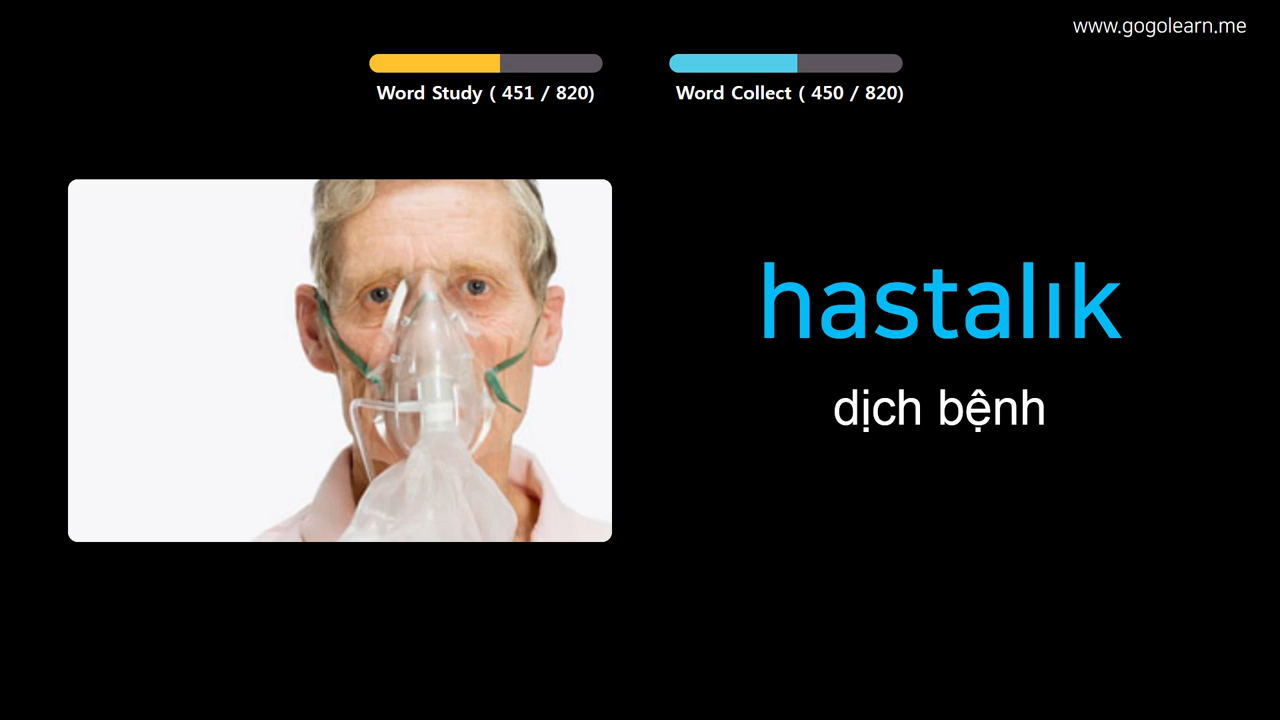 www.gogolearn.me
Word Study ( 451 / 820)
Word Collect ( 450 / 820)
hastalık
dịch bệnh